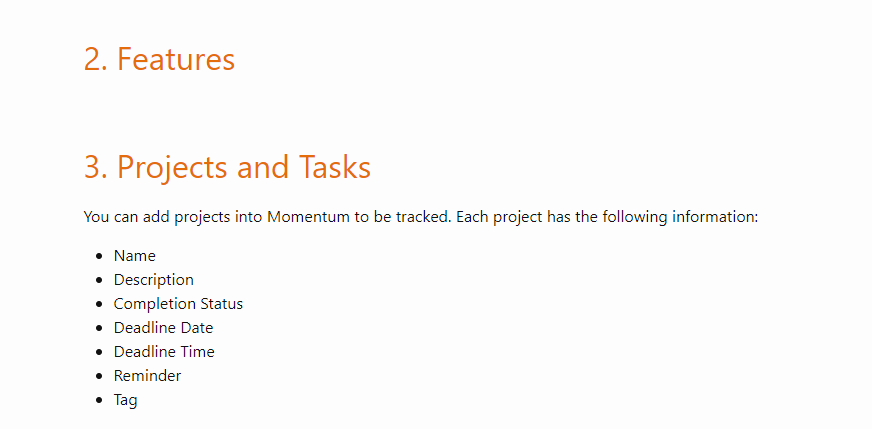 2. Features
3. Projects and Tasks
You can add projects into Momentum to be tracked. Each project has the following information:
• Name
• Description
• Completion Status
• Deadline Date
• Deadline Time
• Reminder
• Tag